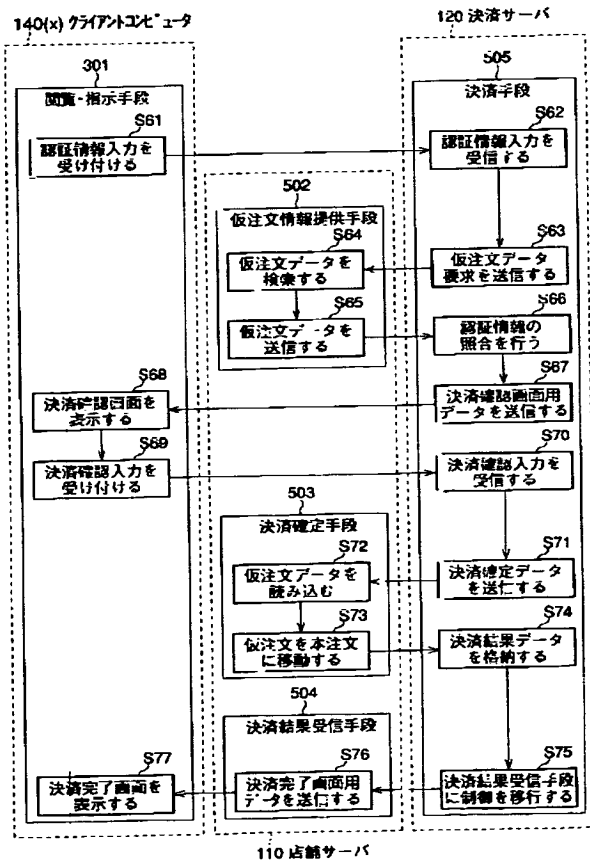 140(x) クライアントコンピュータ
120 決済サーバ
301
閲覧・指示手段
505
決済手段
S61
認証情報入力を
受け付ける
S62
認証情報入力を
受信する
502
仮注文情報提供手段
S63
仮注文データ
要求を送信する
S64
仮注文データを
検索する
S65
仮注文データを
送信する
S66
認証情報の
照合を行う
S67
決済確認画面用
データを送信する
S68
決済確認画面を
表示する
S69
決済確認入力を
受け付ける
S70
決済確認入力を
受信する
503
決済確定手段
S71
決済確定データ
を送信する
S72
仮注文データを
読み込む
S73
仮注文を本注文
に移動する
S74
決済結果データ
を格納する
504
決済結果受信手段
S75
決済結果受信手段
に制御を移行する
S76
決済完了画面用
データを送信する
S77
決済完了画面を
表示する
110 店舗サーバ